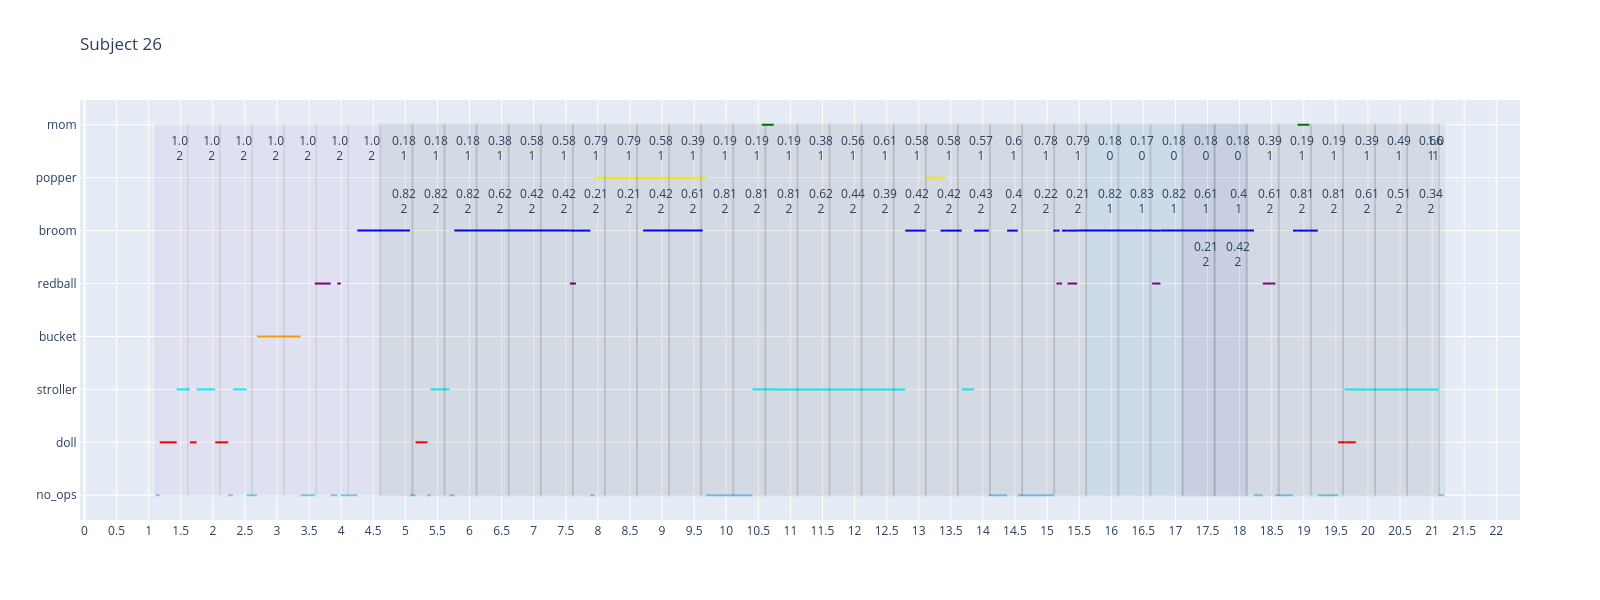 Subject 26
mom
1.0 1.0 1.0 1.0 1.0 1.0 1.0 0.18 0.18 0.18 0.38 0.58 0.58 0.79 0.79 0.58 0.39 0.19 0.19 0.19 0.38 0.56 0.61 0.58 0.58 0.57 0.6 0.78 0.79 0.18 0.17 0.18 0.18 0.18 0.39 0.19 0.19 0.39 0.49
2 2 2 2 2 2 2 1 1 1 1 1 1 1 1 1 1 1 1 1 1 1 1 1 1 1 1 1 1 0 0 0 0 0 1 1 1 1 1
popper
0.82 0.82 0.82 0.62 0.42 0.42 0.21 0.21 0.42 0.61 0.81 0.81 0.81 0.62 0.44 0.39 0.42 0.42 0.43 0.4 0.22 0.21 0.82 0.83 0.82 0.61 0.4 0.61 0.81 0.81 0.61 0.51 0.34
2 2 2 2 2 2 2 2 2 2 2 2 2 2 2 2 2 2 2 2 2 2 1 1 1 1 1 2 2 2 2 2 2
broom
0.21 0.42
2 2
redball
bucket
stroller
doll
no_ops
0 0.5 1 1.5 2 2.5 3 3.5 4 4.5 5 5.5 6 6.5 7 7.5 8 8.5 9 9.5 10 10.5 11 11.5 12 12.5 13 13.5 14 14.5 15 15.5 16 16.5 17 17.5 18 18.5 19 19.5 20 20.5 21 21.5 22